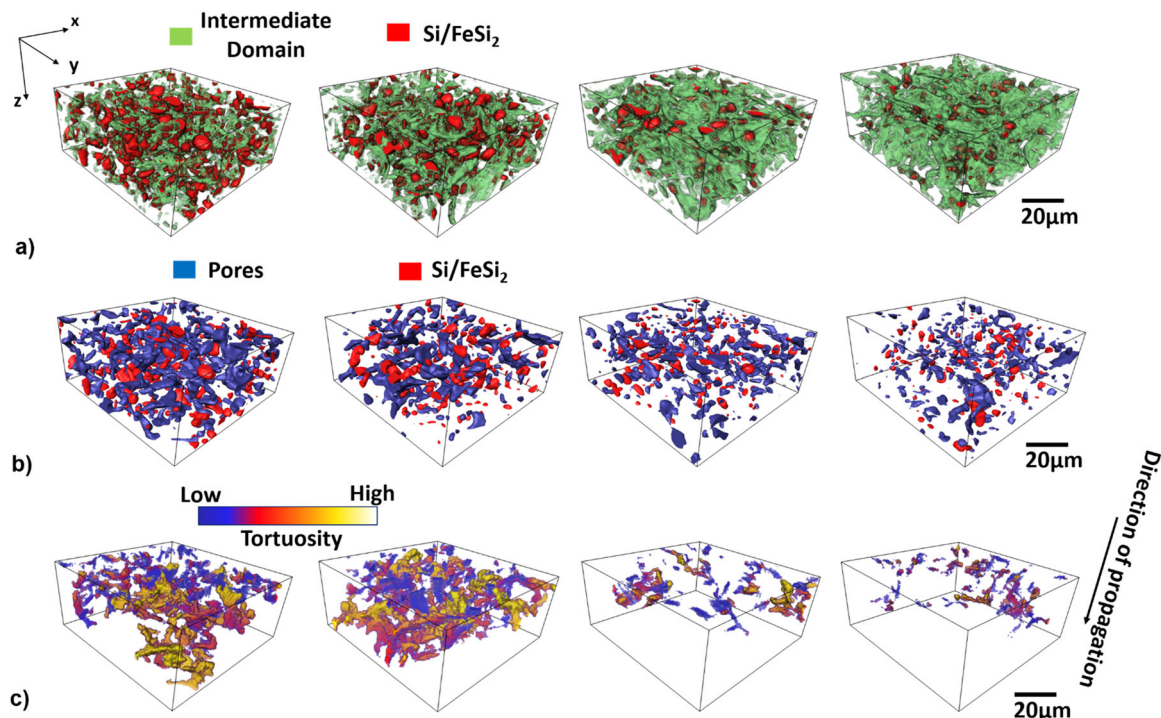 x
y
z
Intermediate
Domain
Si/FeSi₂
20μm
a)
Pores
Si/FeSi₂
20μm
b)
Low
High
Tortuosity
Direction of propagation
20μm
c)